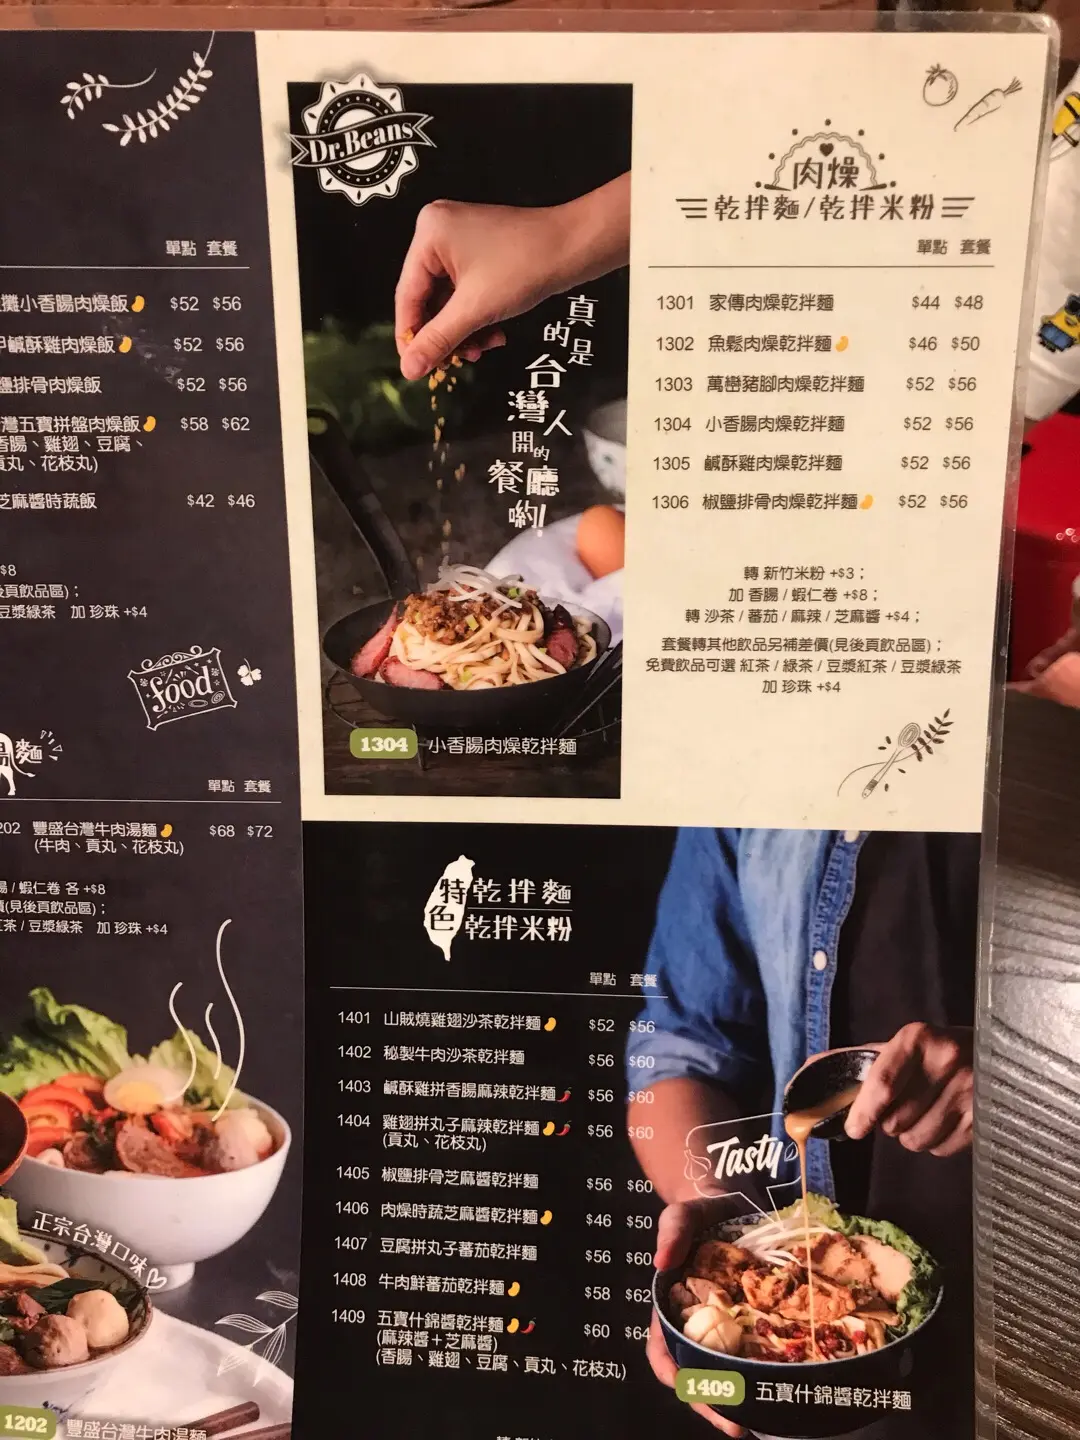 單點 套餐
小香腸肉燥飯 $52 $56
鹹酥雞肉燥飯 $52 $56
鹽排骨肉燥飯 $52 $56
灣五寶拼盤肉燥飯 $58 $62
香腸、雞翅、豆腐、
貢丸、花枝丸)
芝麻醬時蔬飯 $42 $46
$8
頁飲品區)；
豆漿綠茶 加 珍珠 +$4
food
麵
單點 套餐
202 豐盛台灣牛肉湯麵 $68 $72
(牛肉、貢丸、花枝丸)
/ 蝦仁卷 各 +$8
(見後頁飲品區)；
茶 / 豆漿綠茶 加 珍珠 +$4
正宗台灣口味
1202 豐盛台灣牛肉湯麵
Dr.Beans
真的是
台灣人
開的
餐廳
喲!
1304 小香腸肉燥乾拌麵
肉燥
乾拌麵/乾拌米粉
單點 套餐
1301 家傳肉燥乾拌麵 $44 $48
1302 魚鬆肉燥乾拌麵 $46 $50
1303 萬巒豬腳肉燥乾拌麵 $52 $56
1304 小香腸肉燥乾拌麵 $52 $56
1305 鹹酥雞肉燥乾拌麵 $52 $56
1306 椒鹽排骨肉燥乾拌麵 $52 $56
轉 新竹米粉 +$3；
加 香腸 / 蝦仁卷 +$8；
轉 沙茶 / 蕃茄 / 麻辣 / 芝麻醬 +$4；
套餐轉其他飲品另補差價(見後頁飲品區)；
免費飲品可選 紅茶 / 綠茶 / 豆漿紅茶 / 豆漿綠茶
加 珍珠 +$4
特色
乾拌麵
乾拌米粉
單點 套餐
1401 山賊燒雞翅沙茶乾拌麵 $52 $56
1402 秘製牛肉沙茶乾拌麵 $56 $60
1403 鹹酥雞拼香腸麻辣乾拌麵 $56 $60
1404 雞翅拼丸子麻辣乾拌麵 $56 $60
(貢丸、花枝丸)
1405 椒鹽排骨芝麻醬乾拌麵 $56 $60
1406 肉燥時蔬芝麻醬乾拌麵 $46 $50
1407 豆腐拼丸子蕃茄乾拌麵 $56 $60
1408 牛肉鮮蕃茄乾拌麵 $58 $62
1409 五寶什錦醬乾拌麵 $60 $64
(麻辣醬＋芝麻醬)
(香腸、雞翅、豆腐、貢丸、花枝丸)
Tasty
1409 五寶什錦醬乾拌麵